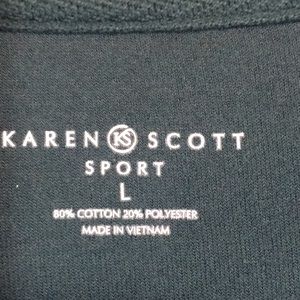 KAREN KS SCOTT
SPORT
L
80% COTTON 20% POLYESTER
MADE IN VIETNAM